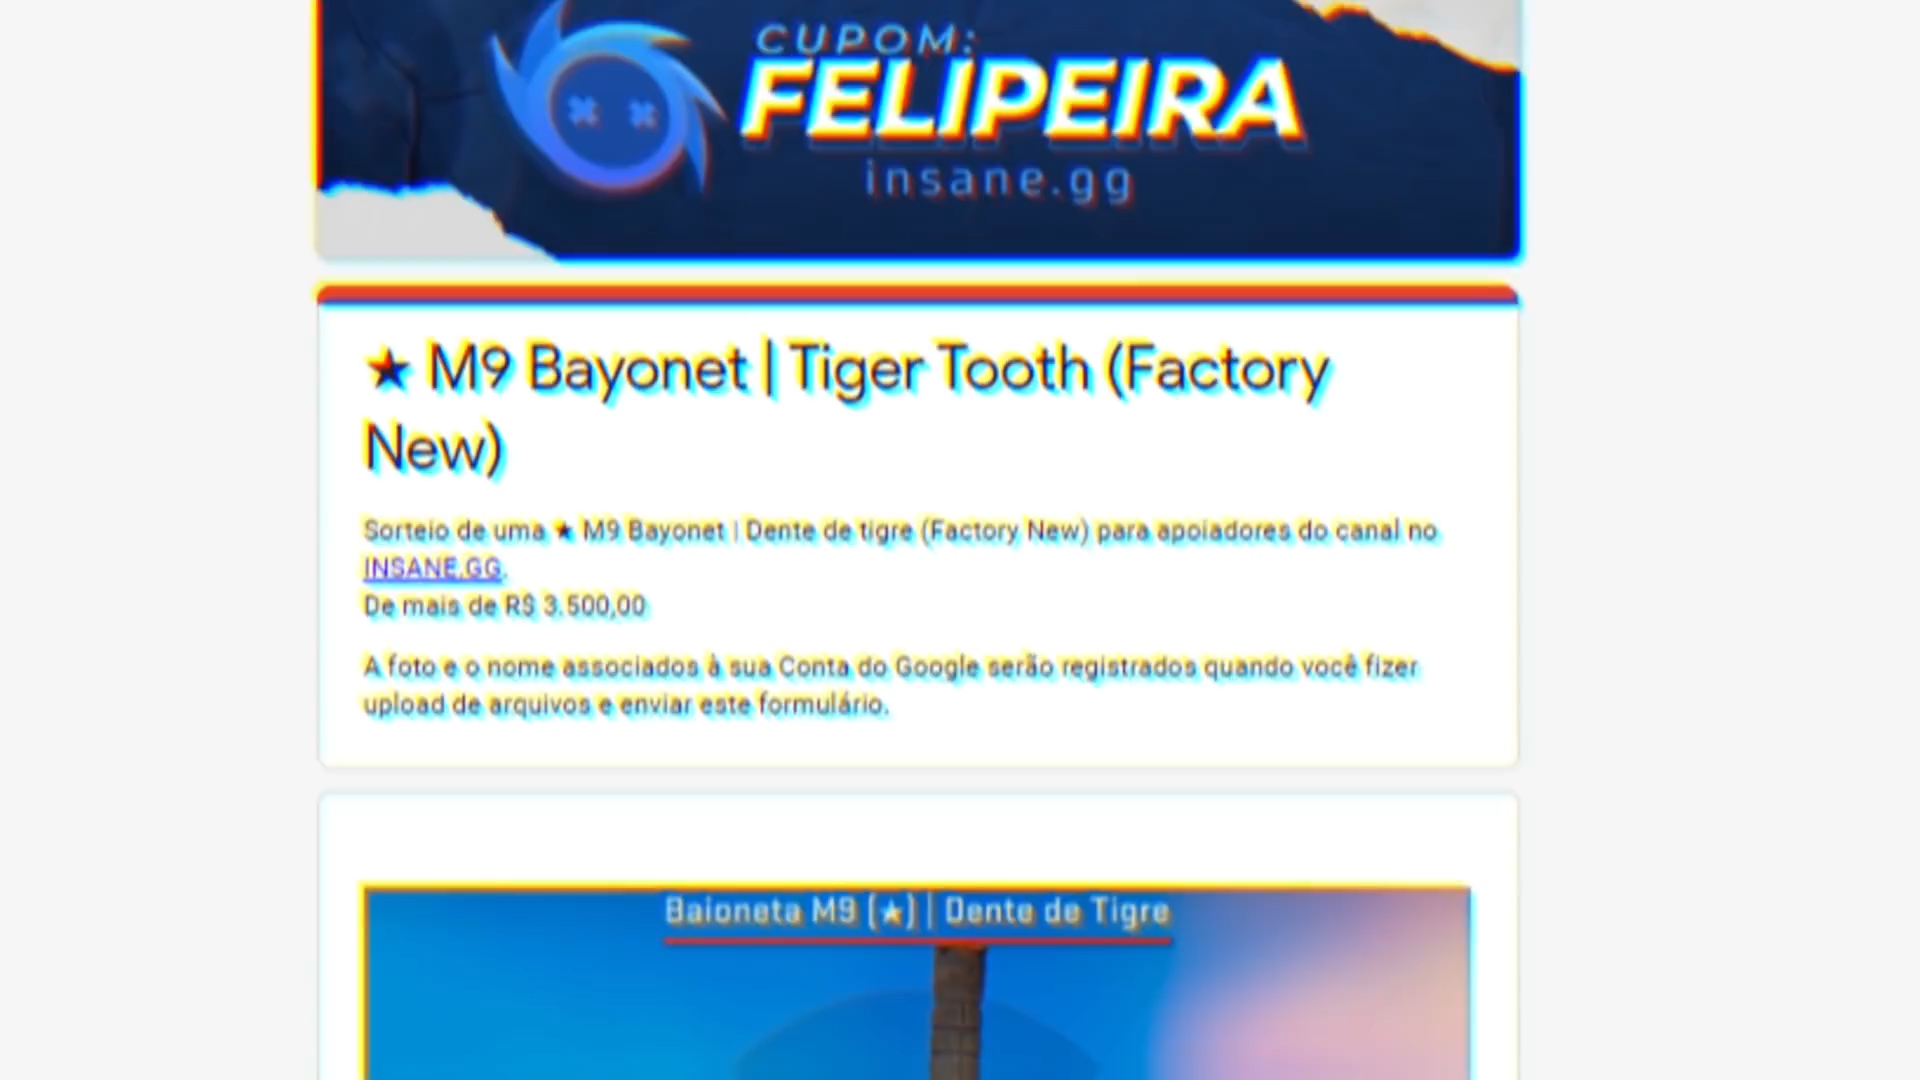 CUPOM:
FELIPEIRA
insane.gg
★ M9 Bayonet | Tiger Tooth (Factory
New)
Sorteio de uma ★ M9 Bayonet | Dente de tigre (Factory New) para apoiadores do canal no
INSANE.GG.
De mais de R$ 3.500,00
A foto e o nome associados à sua Conta do Google serão registrados quando você fizer
upload de arquivos e enviar este formulário.
Baioneta M9 (★) | Dente de Tigre